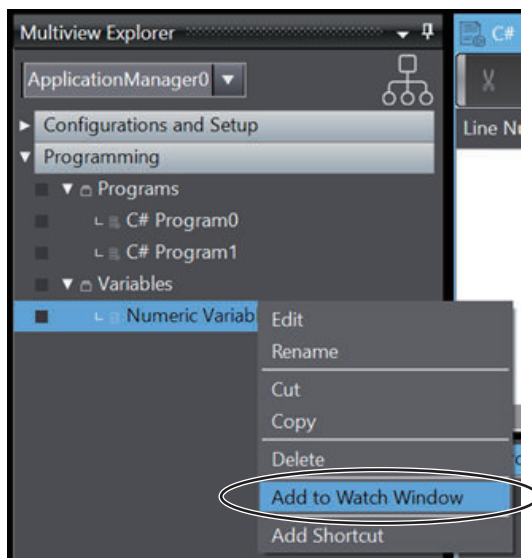 Multiview Explorer
C#
ApplicationManager0
Configurations and Setup
Line
Programming
Programs
C# Program0
C# Program1
Variables
Numeric
Edit
Rename
Cut
Copy
Delete
Add to Watch Window
Add Shortcut